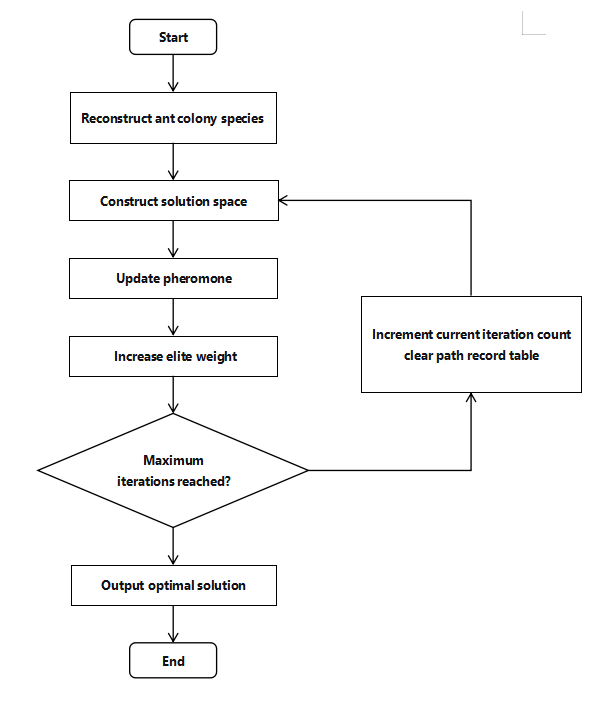 Start
Reconstruct ant colony species
Construct solution space
Update pheromone
Increment current iteration count
clear path record table
Increase elite weight
Maximum
iterations reached?
Output optimal solution
End